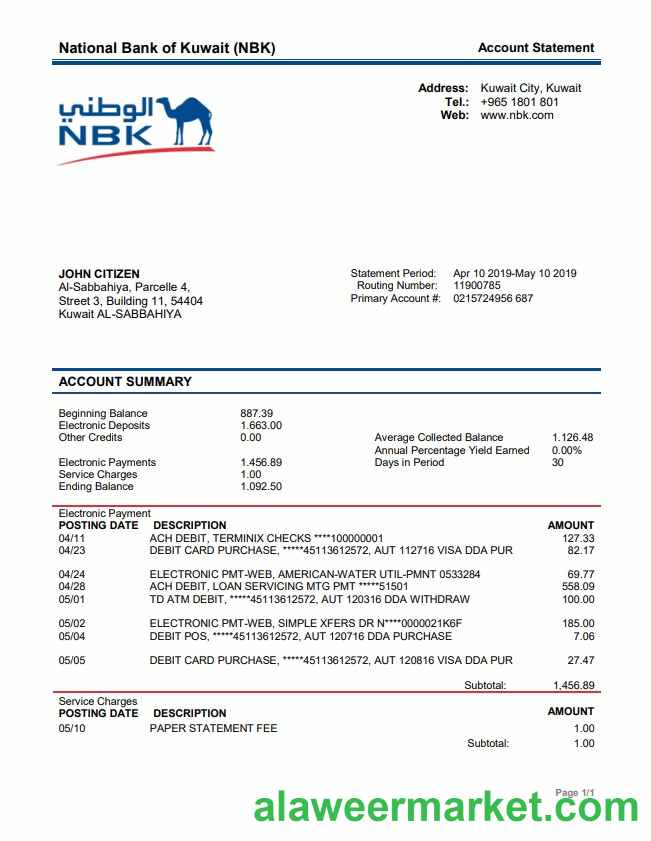 National Bank of Kuwait (NBK)
Account Statement
Address: Kuwait City, Kuwait
Tel.: +965 1801 801
Web: www.nbk.com
الوطني
NBK
JOHN CITIZEN
Al-Sabbahiya, Parcelle 4,
Street 3, Building 11, 54404
Kuwait AL-SABBAHIYA
Statement Period: Apr 10 2019-May 10 2019
Routing Number: 11900785
Primary Account #: 0215724956 687
ACCOUNT SUMMARY
Beginning Balance 887.39
Electronic Deposits 1.663.00
Other Credits 0.00
Electronic Payments 1.456.89
Service Charges 1.00
Ending Balance 1.092.50
Average Collected Balance 1.126.48
Annual Percentage Yield Earned 0.00%
Days in Period 30
Electronic Payment
POSTING DATE DESCRIPTION AMOUNT
04/11 ACH DEBIT, TERMINIX CHECKS ****100000001 127.33
04/23 DEBIT CARD PURCHASE, *****45113612572, AUT 112716 VISA DDA PUR 82.17
04/24 ELECTRONIC PMT-WEB, AMERICAN-WATER UTIL-PMNT 0533284 69.77
04/28 ACH DEBIT, LOAN SERVICING MTG PMT *****51501 558.09
05/01 TD ATM DEBIT, *****45113612572, AUT 120316 DDA WITHDRAW 100.00
05/02 ELECTRONIC PMT-WEB, SIMPLE XFERS DR N****0000021K6F 185.00
05/04 DEBIT POS, *****45113612572, AUT 120716 DDA PURCHASE 7.06
05/05 DEBIT CARD PURCHASE, *****45113612572, AUT 120816 VISA DDA PUR 27.47
Subtotal: 1,456.89
Service Charges
POSTING DATE DESCRIPTION AMOUNT
05/10 PAPER STATEMENT FEE 1.00
Subtotal: 1.00
Page 1/1
alaweermarket.com